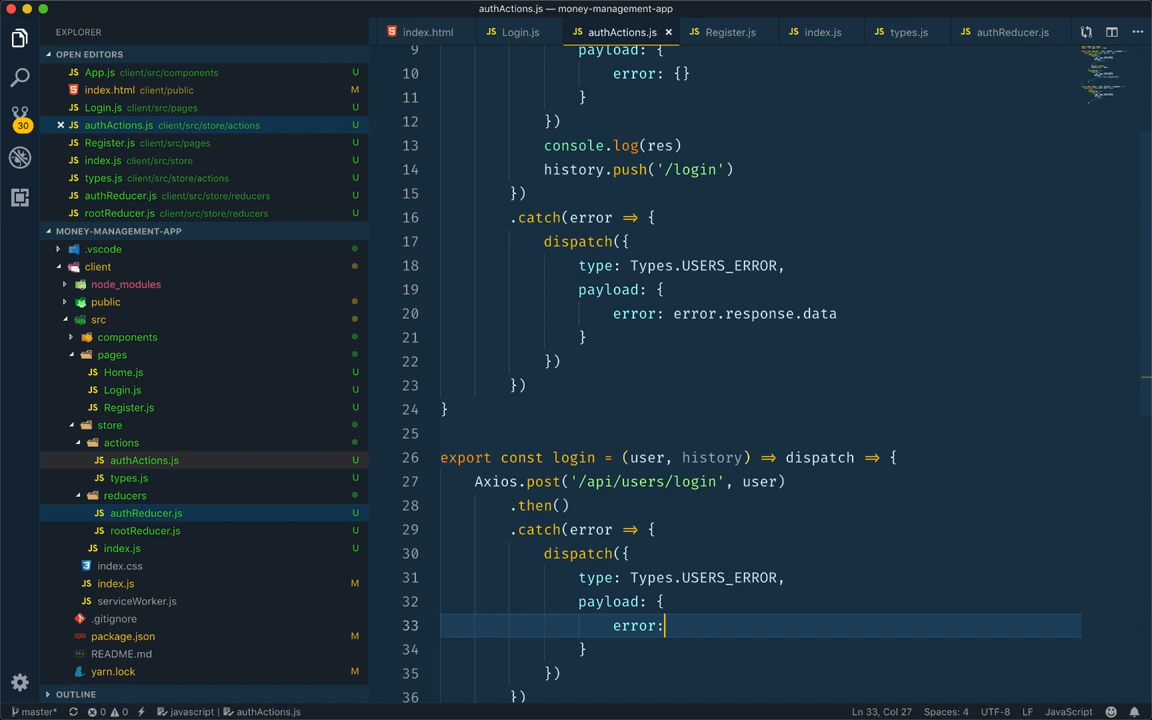 authActions.js — money-management-app
EXPLORER
index.html
Login.js
authActions.js
Register.js
index.js
types.js
authReducer.js
OPEN EDITORS
App.js client/src/components U
index.html client/public M
Login.js client/src/pages U
authActions.js client/src/store/actions U
Register.js client/src/pages U
index.js client/src/store U
types.js client/src/store/actions U
authReducer.js client/src/store/reducers U
rootReducer.js client/src/store/reducers U
MONEY-MANAGEMENT-APP
.vscode
client
node_modules
public
src
components
pages
Home.js U
Login.js U
Register.js U
store
actions
authActions.js U
types.js U
reducers
authReducer.js U
rootReducer.js U
index.js U
index.css
index.js M
serviceWorker.js
.gitignore
package.json M
README.md
yarn.lock M
OUTLINE
30
9 payload: {
10 error: {}
11 }
12 })
13 console.log(res)
14 history.push('/login')
15 })
16 .catch(error => {
17 dispatch({
18 type: Types.USERS_ERROR,
19 payload: {
20 error: error.response.data
21 }
22 })
23 })
24 }
25
26 export const login = (user, history) => dispatch => {
27 Axios.post('/api/users/login', user)
28 .then()
29 .catch(error => {
30 dispatch({
31 type: Types.USERS_ERROR,
32 payload: {
33 error:
34 }
35 })
36 })
master* 0 0 javascript | authActions.js Ln 33, Col 27 Spaces: 4 UTF-8 LF JavaScript